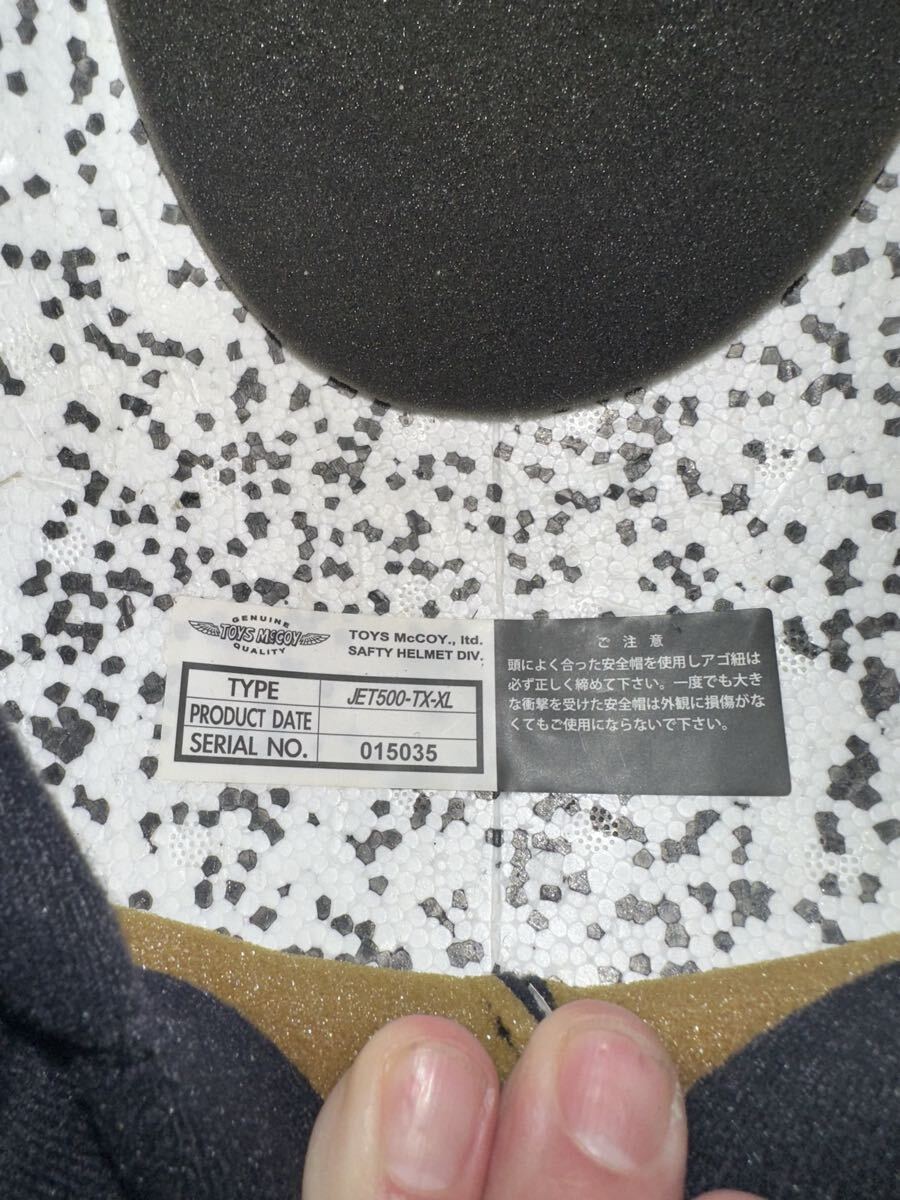 GENUINE
TOYS McCOY
QUALITY
TOYS McCOY., ltd.
SAFTY HELMET DIV.
TYPE JET500-TX-XL
PRODUCT DATE
SERIAL NO. 015035
ご注意
頭によく合った安全帽を使用しアゴ紐は
必ず正しく締めて下さい。一度でも大き
な衝撃を受けた安全帽は外観に損傷がな
くてもご使用にならないで下さい。